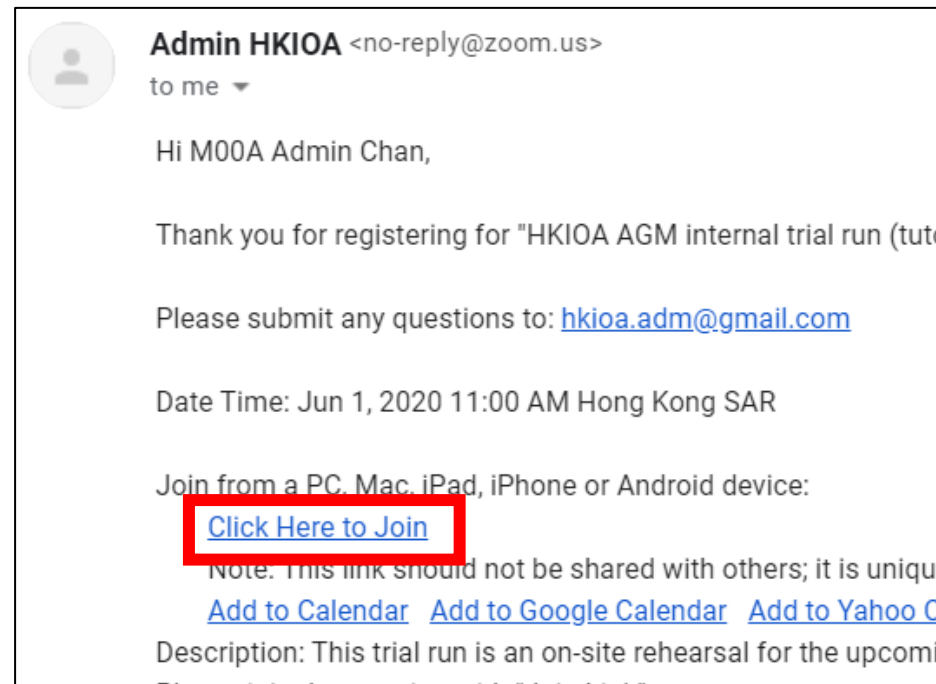 Admin HKIOA <no-reply@zoom.us>
to me
Hi M00A Admin Chan,
Thank you for registering for "HKIOA AGM internal trial run
Please submit any questions to: hkioa.adm@gmail.com
Date Time: Jun 1, 2020 11:00 AM Hong Kong SAR
Join from a PC, Mac, iPad, iPhone or Android device:
Click Here to Join
Note: This link should not be shared with others; it is
Add to Calendar Add to Google Calendar Add to Yahoo
Description: This trial run is an on-site rehearsal for the